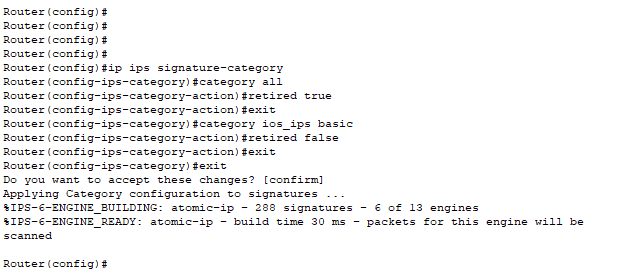 Router(config)#
Router(config)#
Router(config)#
Router(config)#
Router(config)#ip ips signature-category
Router(config-ips-category)#category all
Router(config-ips-category-action)#retired true
Router(config-ips-category-action)#exit
Router(config-ips-category)#category ios_ips basic
Router(config-ips-category-action)#retired false
Router(config-ips-category-action)#exit
Router(config-ips-category)#exit
Do you want to accept these changes? [confirm]
Applying Category configuration to signatures ...
%IPS-6-ENGINE_BUILDING: atomic-ip - 288 signatures - 6 of 13 engines
%IPS-6-ENGINE_READY: atomic-ip - build time 30 ms - packets for this engine will be
scanned
Router(config)#